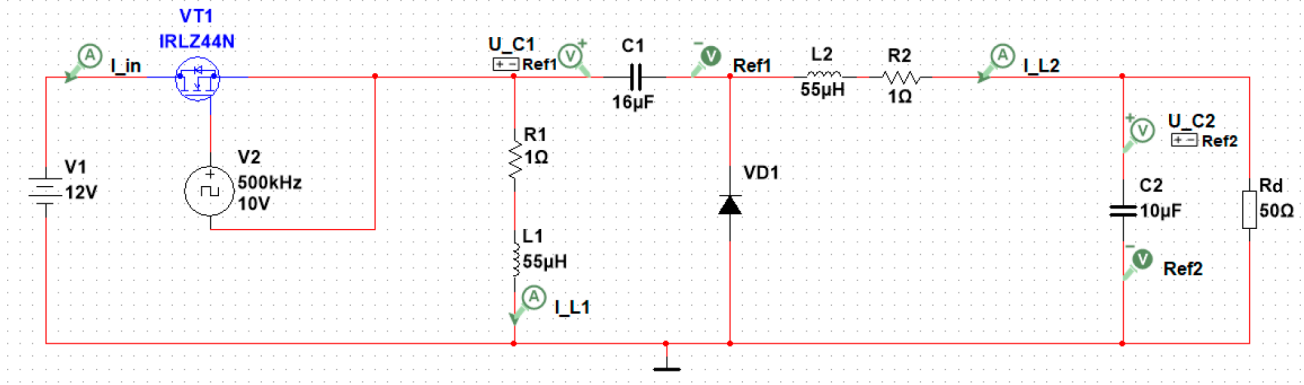 VT1
IRLZ44N
A
I_in
V1
12V
V2
500kHz
10V
U_C1
+ - Ref1
V
+
C1
16µF
-
V
Ref1
R1
1Ω
L1
55µH
A
I_L1
VD1
L2
55µH
R2
1Ω
A
I_L2
+
V
U_C2
+ - Ref2
C2
10µF
-
V
Ref2
Rd
50Ω